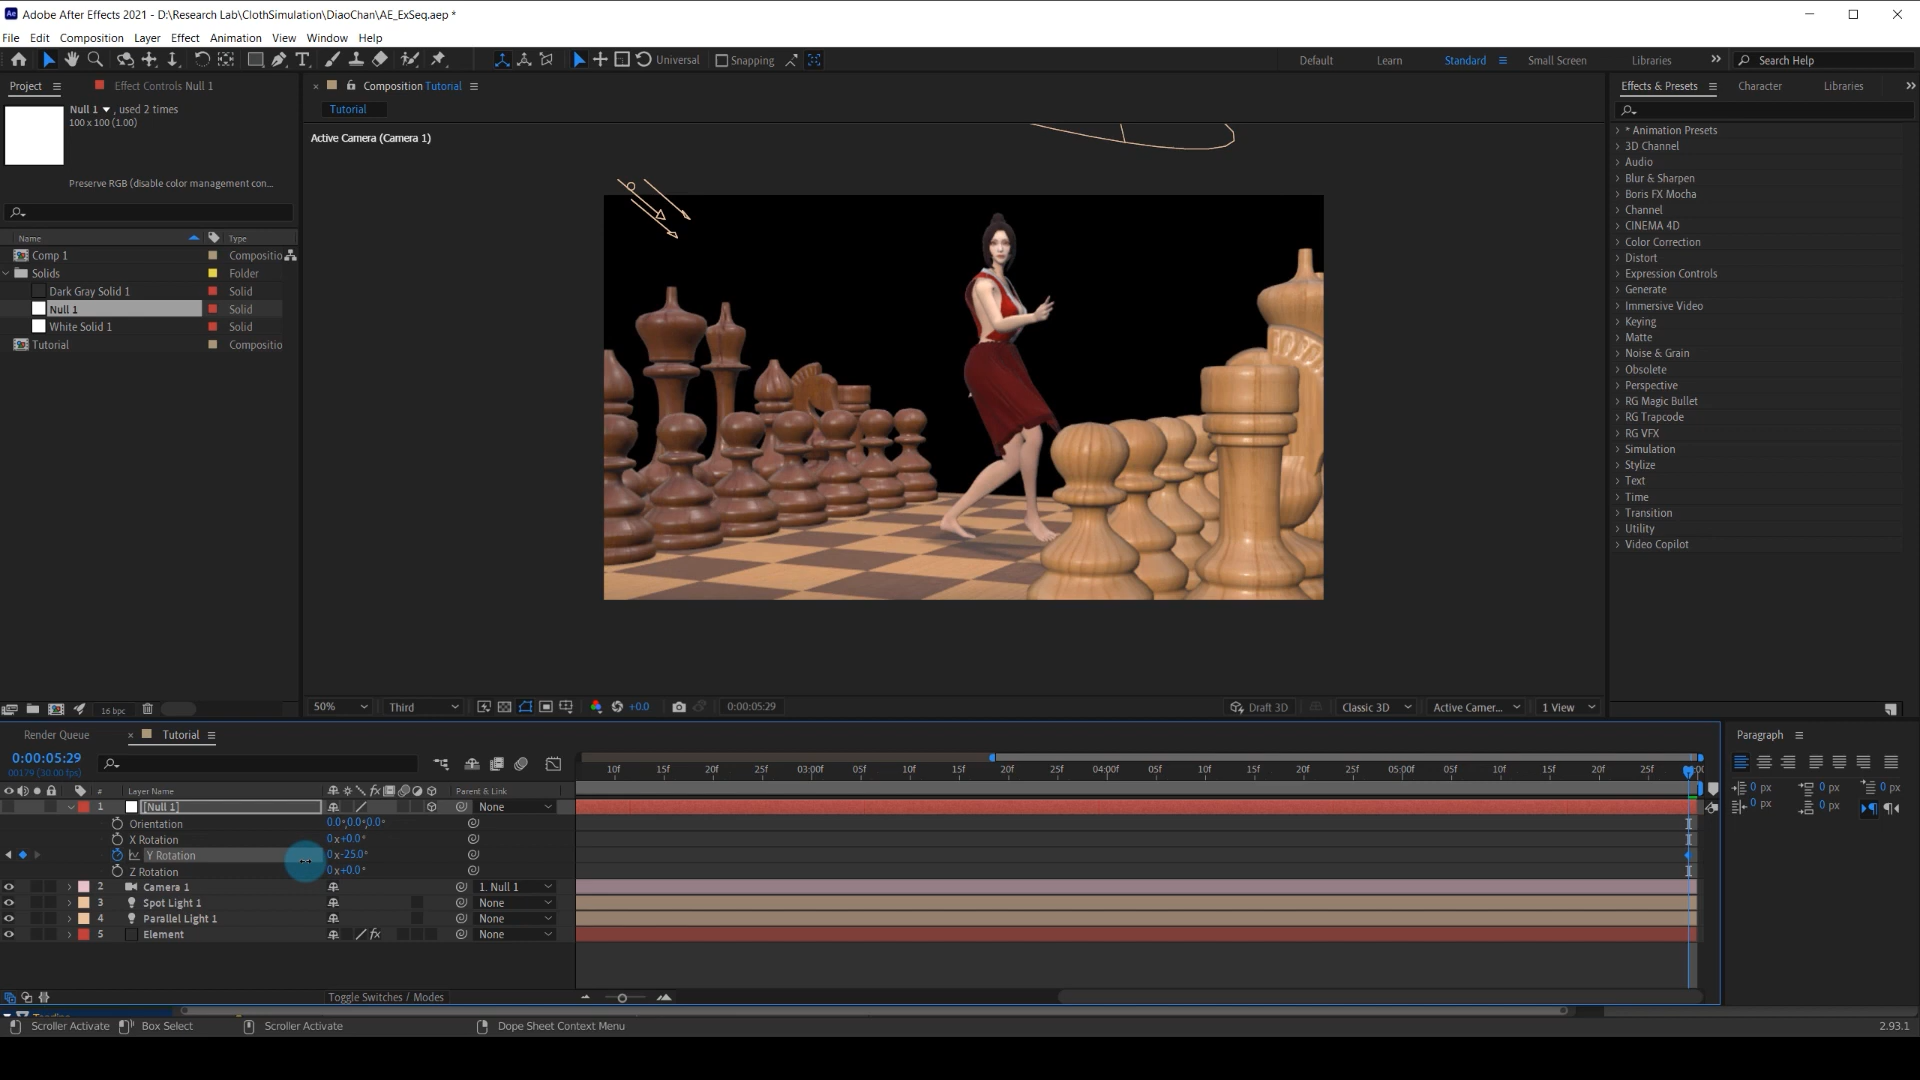 Adobe After Effects 2021 - D:\Research Lab\ClothSimulation\DiaoChan\AE_ExSeq.aep *
File Edit Composition Layer Effect Animation View Window Help
Universal Snapping Default Learn Standard Small Screen Libraries Search Help
Project Effect Controls Null 1
Composition Tutorial
Effects & Presets Character Libraries
Null 1 , used 2 times
100 x 100 (1.00)
Tutorial
Active Camera (Camera 1)
Preserve RGB (disable color management con...
Name Type
Comp 1 Compositio
Solids Folder
Dark Gray Solid 1 Solid
Null 1 Solid
White Solid 1 Solid
Tutorial Compositio
* Animation Presets
3D Channel
Audio
Blur & Sharpen
Boris FX Mocha
Channel
CINEMA 4D
Color Correction
Distort
Expression Controls
Generate
Immersive Video
Keying
Matte
Noise & Grain
Obsolete
Perspective
RG Magic Bullet
RG Trapcode
RG VFX
Simulation
Stylize
Text
Time
Transition
Utility
Video Copilot
16 bpc
50% Third +0.0 0:00:05:29 Draft 3D Classic 3D Active Camer... 1 View
Render Queue Tutorial
Paragraph
0:00:05:29
00179 (30.00 fps)
10f 15f 20f 25f 03:00f 05f 10f 15f 20f 25f 04:00f 05f 10f 15f 20f 25f 05:00f 05f 10f 15f 20f 25f
0 px 0 px 0 px
0 px 0 px
# Layer Name fx Parent & Link
1 [Null 1] None
Orientation 0.0°,0.0°,0.0°
X Rotation 0x+0.0°
Y Rotation 0x-25.0°
Z Rotation 0x+0.0°
2 Camera 1 1. Null 1
3 Spot Light 1 None
4 Parallel Light 1 None
5 Element fx None
Toggle Switches / Modes
Scroller Activate Box Select Scroller Activate Dope Sheet Context Menu 2.93.1